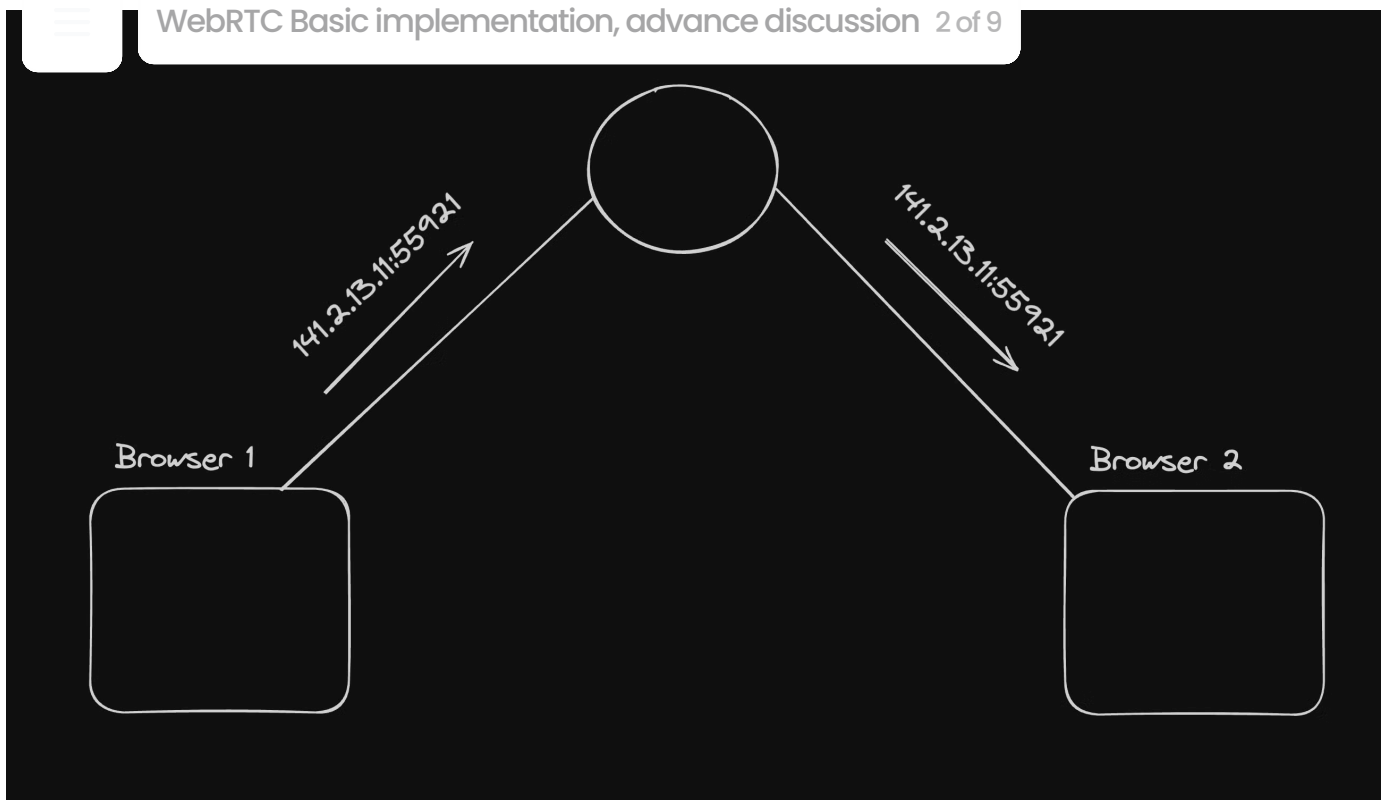 WebRTC Basic implementation, advance discussion 2 of 9
141.2.13.11:55921
141.2.13.11:55921
Browser 1
Browser 2